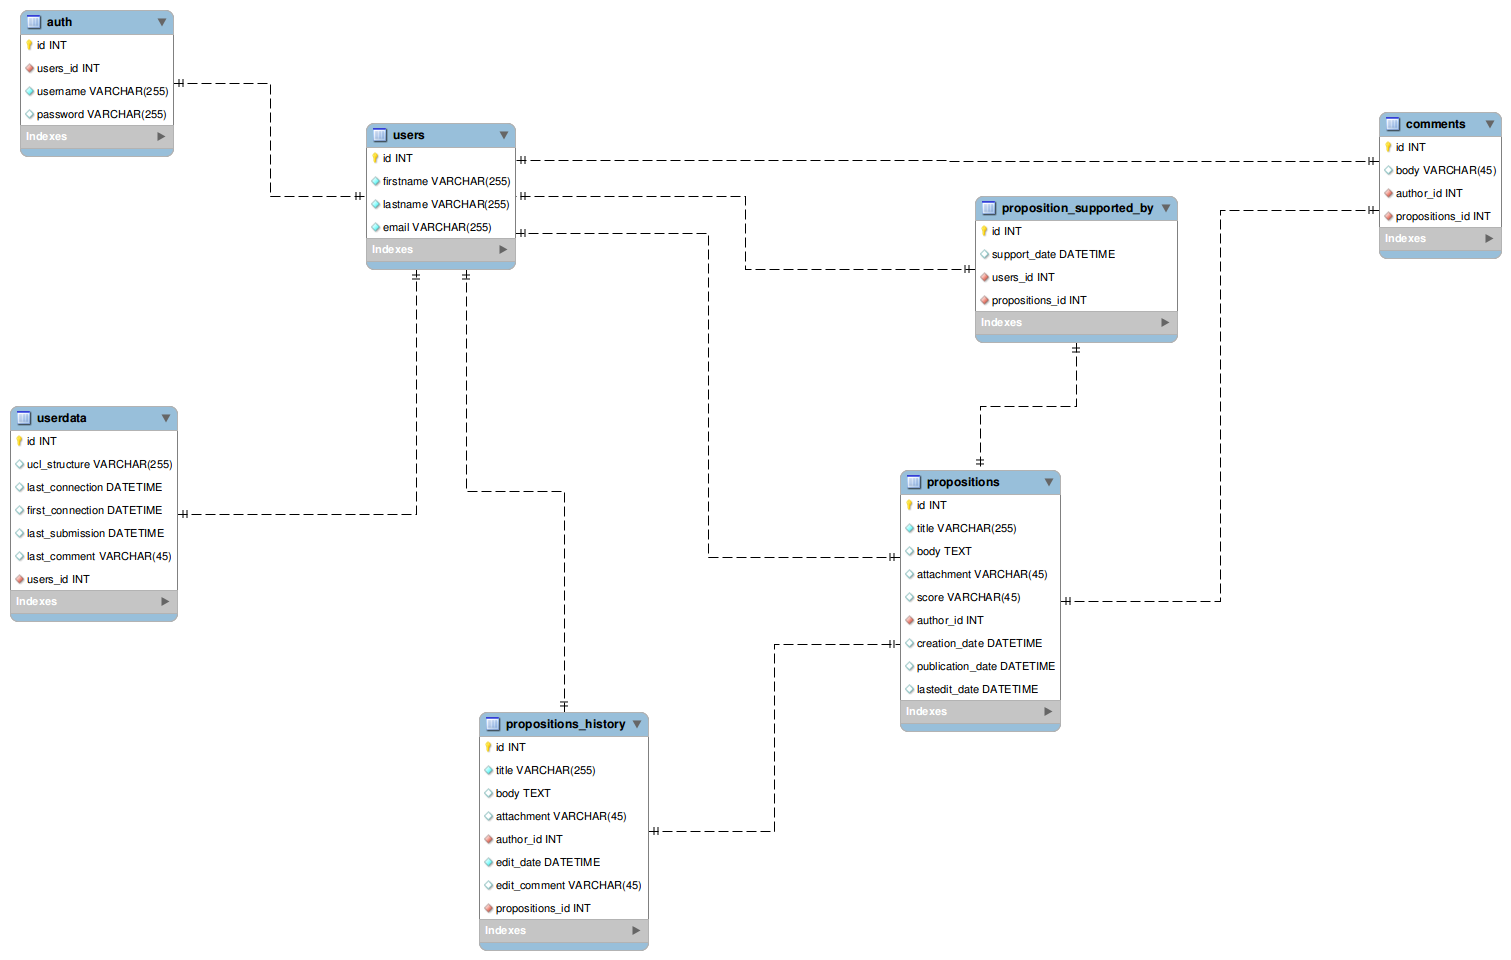 auth
id INT
users_id INT
username VARCHAR(255)
password VARCHAR(255)
Indexes
users
id INT
firstname VARCHAR(255)
lastname VARCHAR(255)
email VARCHAR(255)
Indexes
comments
id INT
body VARCHAR(45)
author_id INT
propositions_id INT
Indexes
proposition_supported_by
id INT
support_date DATETIME
users_id INT
propositions_id INT
Indexes
userdata
id INT
ucl_structure VARCHAR(255)
last_connection DATETIME
first_connection DATETIME
last_submission DATETIME
last_comment VARCHAR(45)
users_id INT
Indexes
propositions
id INT
title VARCHAR(255)
body TEXT
attachment VARCHAR(45)
score VARCHAR(45)
author_id INT
creation_date DATETIME
publication_date DATETIME
lastedit_date DATETIME
Indexes
propositions_history
id INT
title VARCHAR(255)
body TEXT
attachment VARCHAR(45)
author_id INT
edit_date DATETIME
edit_comment VARCHAR(45)
propositions_id INT
Indexes